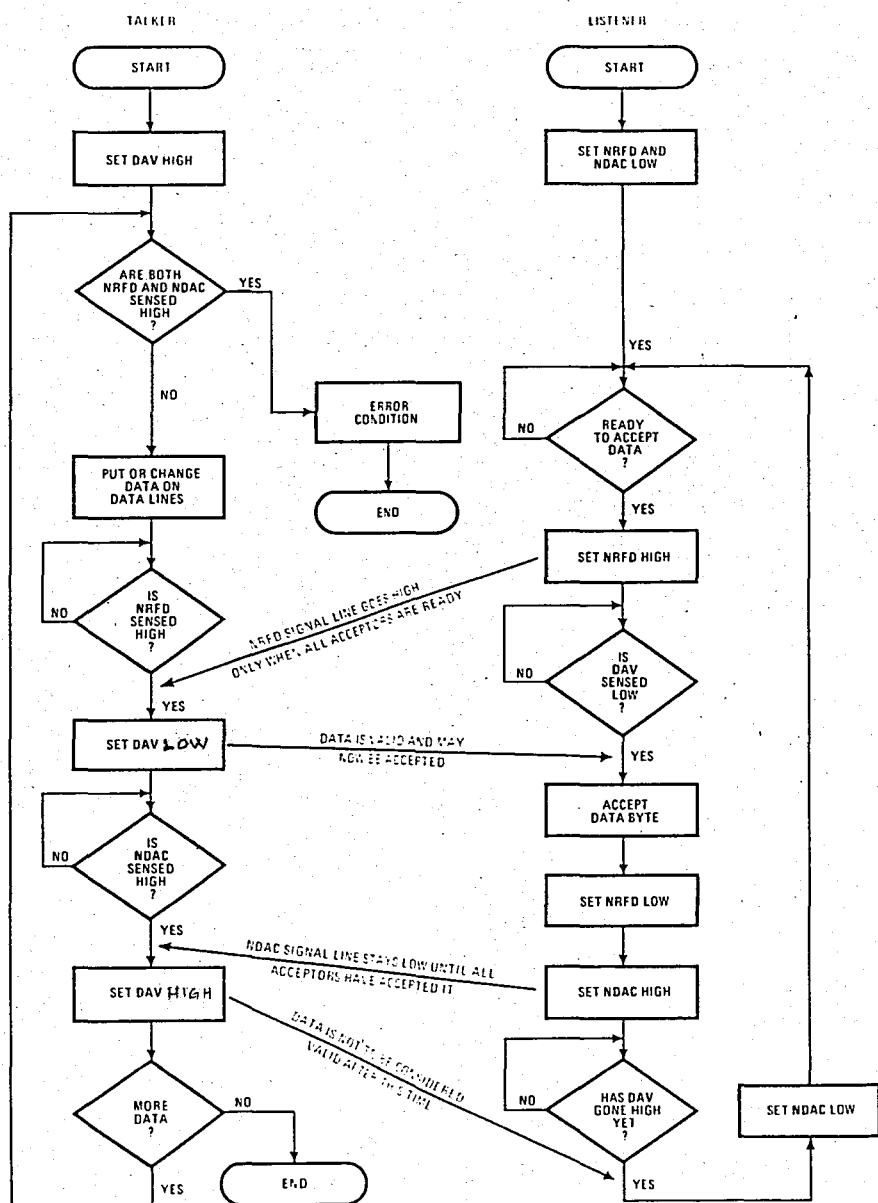 TALKER
START
SET DAV HIGH
ARE BOTH
NRFD AND NDAC
SENSED
HIGH
?
YES
NO
ERROR
CONDITION
END
PUT OR CHANGE
DATA ON
DATA LINES
IS
NRFD
SENSED
HIGH
?
NO
YES
SET DAV LOW
IS
NDAC
SENSED
HIGH
?
NO
YES
SET DAV HIGH
MORE
DATA
?
NO
YES
END
NRFD SIGNAL LINE GOES HIGH
ONLY WHEN ALL ACCEPTORS ARE READY
DATA IS VALID AND MAY
NOW BE ACCEPTED
NDAC SIGNAL LINE STAYS LOW UNTIL ALL
ACCEPTORS HAVE ACCEPTED IT
DATA IS NOT TO BE CONSIDERED
VALID AFTER THIS TIME
LISTENER
START
SET NRFD AND
NDAC LOW
YES
READY
TO ACCEPT
DATA
?
NO
YES
SET NRFD HIGH
IS
DAV
SENSED
LOW
?
NO
YES
ACCEPT
DATA BYTE
SET NRFD LOW
SET NDAC HIGH
HAS DAV
GONE HIGH
YET
?
NO
YES
SET NDAC LOW